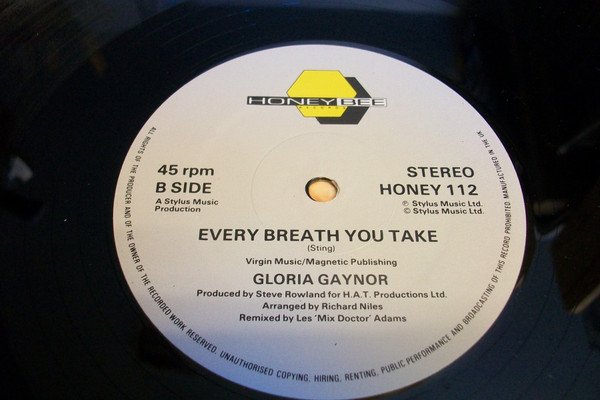 HONEY BEE
RECORDS
45 rpm
B SIDE
A Stylus Music
Production
STEREO
HONEY 112
℗ Stylus Music Ltd.
© Stylus Music Ltd.
EVERY BREATH YOU TAKE
(Sting)
Virgin Music/Magnetic Publishing
GLORIA GAYNOR
Produced by Steve Rowland for H.A.T. Productions Ltd.
Arranged by Richard Niles
Remixed by Les 'Mix Doctor' Adams
ALL RIGHTS OF THE PRODUCER AND OF THE OWNER OF THE RECORDED WORK RESERVED. UNAUTHORISED COPYING, HIRING, RENTING, PUBLIC PERFORMANCE AND BROADCASTING OF THIS RECORD PROHIBITED MANUFACTURED IN THE UK